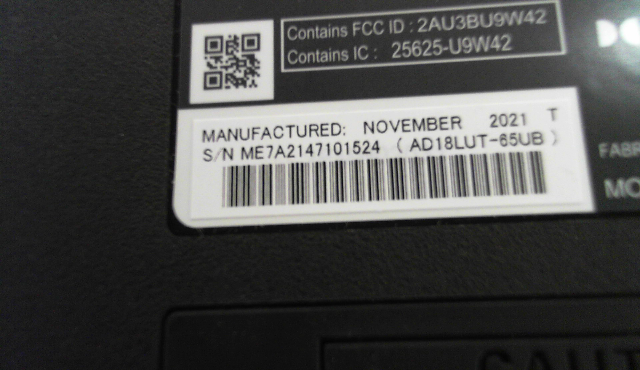 Contains FCC ID : 2AU3BU9W42
Contains IC : 25625-U9W42
MANUFACTURED: NOVEMBER 2021 T
S/N ME7A2147101524 ( AD18LUT-65UB )